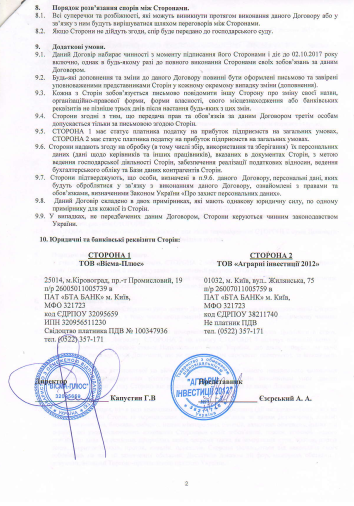 8. Порядок розв'язання спорів між Сторонами.
8.1. Всі суперечки та розбіжності, які можуть виникнути протягом виконання даного Договору або у зв'язку з ним будуть вирішуватися шляхом переговорів між Сторонами.
8.2. Якщо Сторони не дійдуть згоди, спір буде передано до господарського суду.
9. Додаткові умови.
9.1. Даний Договір набирає чинності з моменту підписання його Сторонами і діє до 02.10.2017 року включно, однак в будь-якому разі до повного виконання Сторонами своїх зобов'язань за даним Договором.
9.2. Будь-які доповнення та зміни до даного Договору повинні бути оформлені письмово та завірені уповноваженими представниками Сторін у кожному окремому випадку зміни (доповнення).
9.3. Кожна з Сторін зобов'язується письмово повідомити іншу Сторону про зміну своєї назви, організаційно-правової форми, форми власності, свого місцезнаходження або банківських реквізитів не пізніше трьох днів після настання будь-яких з цих змін.
9.4. Сторони згодні з тим, що передача прав та обов'язків за даним Договором третім особам допускається тільки за письмовою згодою Сторін.
9.5. СТОРОНА 1 має статус платника податку на прибуток підприємств на загальних умовах, СТОРОНА 2 має статус платника податку на прибуток підприємств на загальних умовах.
9.6. Сторони надають згоду на обробку (в тому числі збір, використання та зберігання) їх персональних даних (дані щодо керівників та інших працівників), вказаних в документах Сторін, з метою ведення господарської діяльності Сторін, забезпечення реалізації податкових відносин, ведення бухгалтерського обліку та Бази даних контрагентів Сторін.
9.7. Сторони підтверджують, що особи, визначені в п.9.6. даного Договору, персональні дані, яких будуть оброблятися у зв'язку з виконанням даного Договору, ознайомлені з правами та обов'язками, визначеними Законом України «Про захист персональних даних».
9.8. Даний Договір складено в двох примірниках, які мають однакову юридичну силу, по одному примірнику для кожної із Сторін.
9.9. У випадках, не передбачених даним Договором, Сторони керуються чинним законодавством України.
10. Юридичні та банківські реквізити Сторін:
СТОРОНА 1
ТОВ «Вісма-Плюс»
25014, м.Кіровоград, пр.-т Промисловий, 19
п/р 26005011005739 в
ПАТ «БТА БАНК» м. Київ,
МФО 321723
код ЄДРПОУ 32095659
ІПН 320956511230
Свідоцтво платника ПДВ № 100347936
тел. (0522) 357-171
Директор
Капустин Г.В
"ВІСМА-ПЛЮС"
32095659
СТОРОНА 2
ТОВ «Аграрні інвестиції 2012»
01032, м. Київ, вул.. Жилянська, 75
п/р 26007011005739 в
ПАТ «БТА БАНК» м. Київ,
МФО 321723
код ЄДРПОУ 38211740
Не платник ПДВ
тел. (0522) 357-171
Представник
Єзєрський А. А.
"АГРАРНІ ІНВЕСТИЦІЇ 2012"
2